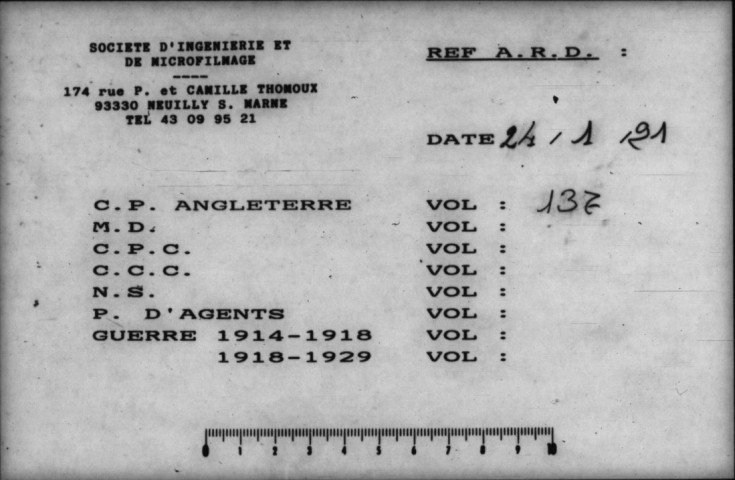 SOCIETE D'INGENIERIE ET
DE MICROFILMAGE
----
174 rue P. et CAMILLE THOMOUX
93330 NEUILLY S. MARNE
TEL 43 09 95 21
REF A.R.D. :
DATE 24 / 1 / 91
C.P. ANGLETERRE VOL : 137
M.D. VOL :
C.P.C. VOL :
C.C.C. VOL :
N.S. VOL :
P. D'AGENTS VOL :
GUERRE 1914-1918 VOL :
1918-1929 VOL :
0 1 2 3 4 5 6 7 8 9 10